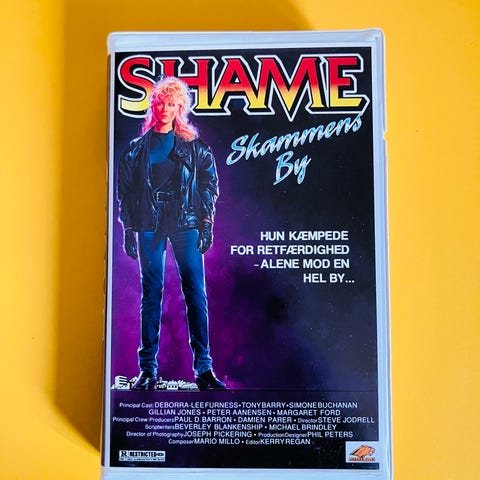 SHAME
Skammens
By
HUN KÆMPEDE
FOR RETFÆRDIGHED
- ALENE MOD EN
HEL BY...
Principal Cast: DEBORRA-LEE FURNESS • TONY BARRY • SIMONE BUCHANAN
GILLIAN JONES • PETER AANENSEN • MARGARET FORD
Principal Crew Producers PAUL D. BARRON • DAMIEN PARER • Director STEVE JODRELL
Scriptwriters BEVERLEY BLANKENSHIP • MICHAEL BRINDLEY
Director of Photography JOSEPH PICKERING • Production Designer PHIL PETERS
Composer MARIO MILLO • Editor KERRY REGAN
R RESTRICTED